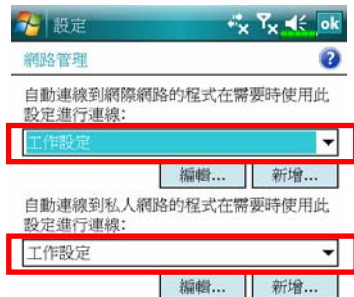 設定
ok
網路管理
自動連線到網際網路的程式在需要時使用此
設定進行連線:
工作設定
編輯... 新增...
自動連線到私人網路的程式在需要時使用此
設定進行連線:
工作設定
編輯... 新增...